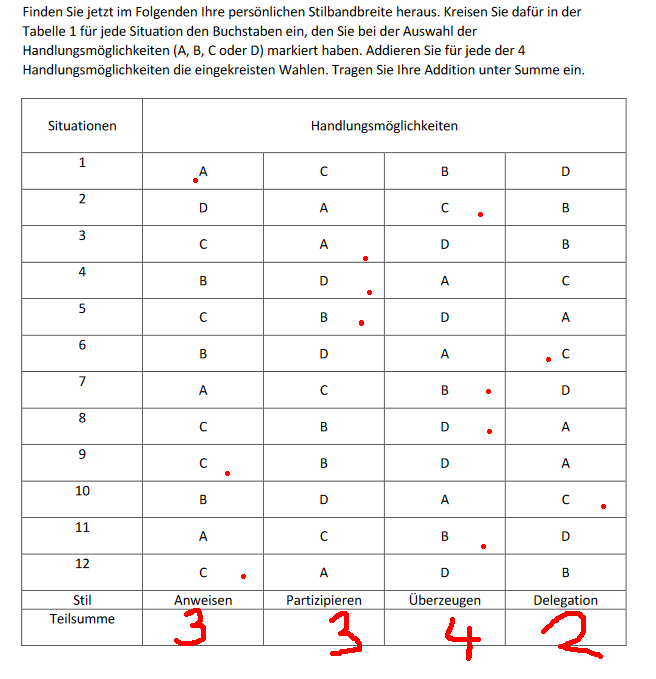 Finden Sie jetzt im Folgenden Ihre persönlichen Stilbandbreite heraus. Kreisen Sie dafür in der
Tabelle 1 für jede Situation den Buchstaben ein, den Sie bei der Auswahl der
Handlungsmöglichkeiten (A, B, C oder D) markiert haben. Addieren Sie für jede der 4
Handlungsmöglichkeiten die eingekreisten Wahlen. Tragen Sie Ihre Addition unter Summe ein.
Situationen Handlungsmöglichkeiten
1 A C B D
2 D A C B
3 C A D B
4 B D A C
5 C B D A
6 B D A C
7 A C B D
8 C B D A
9 C B D A
10 B D A C
11 A C B D
12 C A D B
Stil Anweisen Partizipieren Überzeugen Delegation
Teilsumme 3 3 4 2